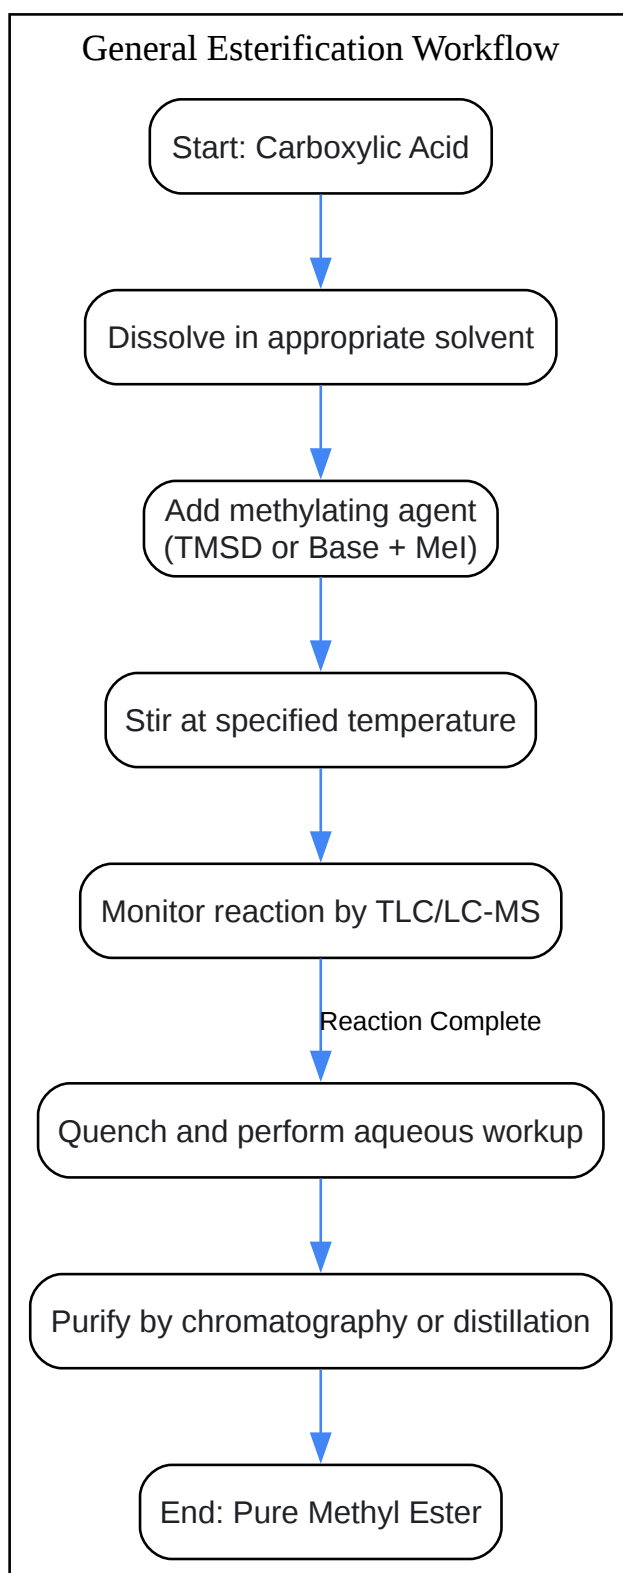 General Esterification Workflow
Start: Carboxylic Acid
Dissolve in appropriate solvent
Add methylating agent
(TMSD or Base + MeI)
Stir at specified temperature
Monitor reaction by TLC/LC-MS
Reaction Complete
Quench and perform aqueous workup
Purify by chromatography or distillation
End: Pure Methyl Ester